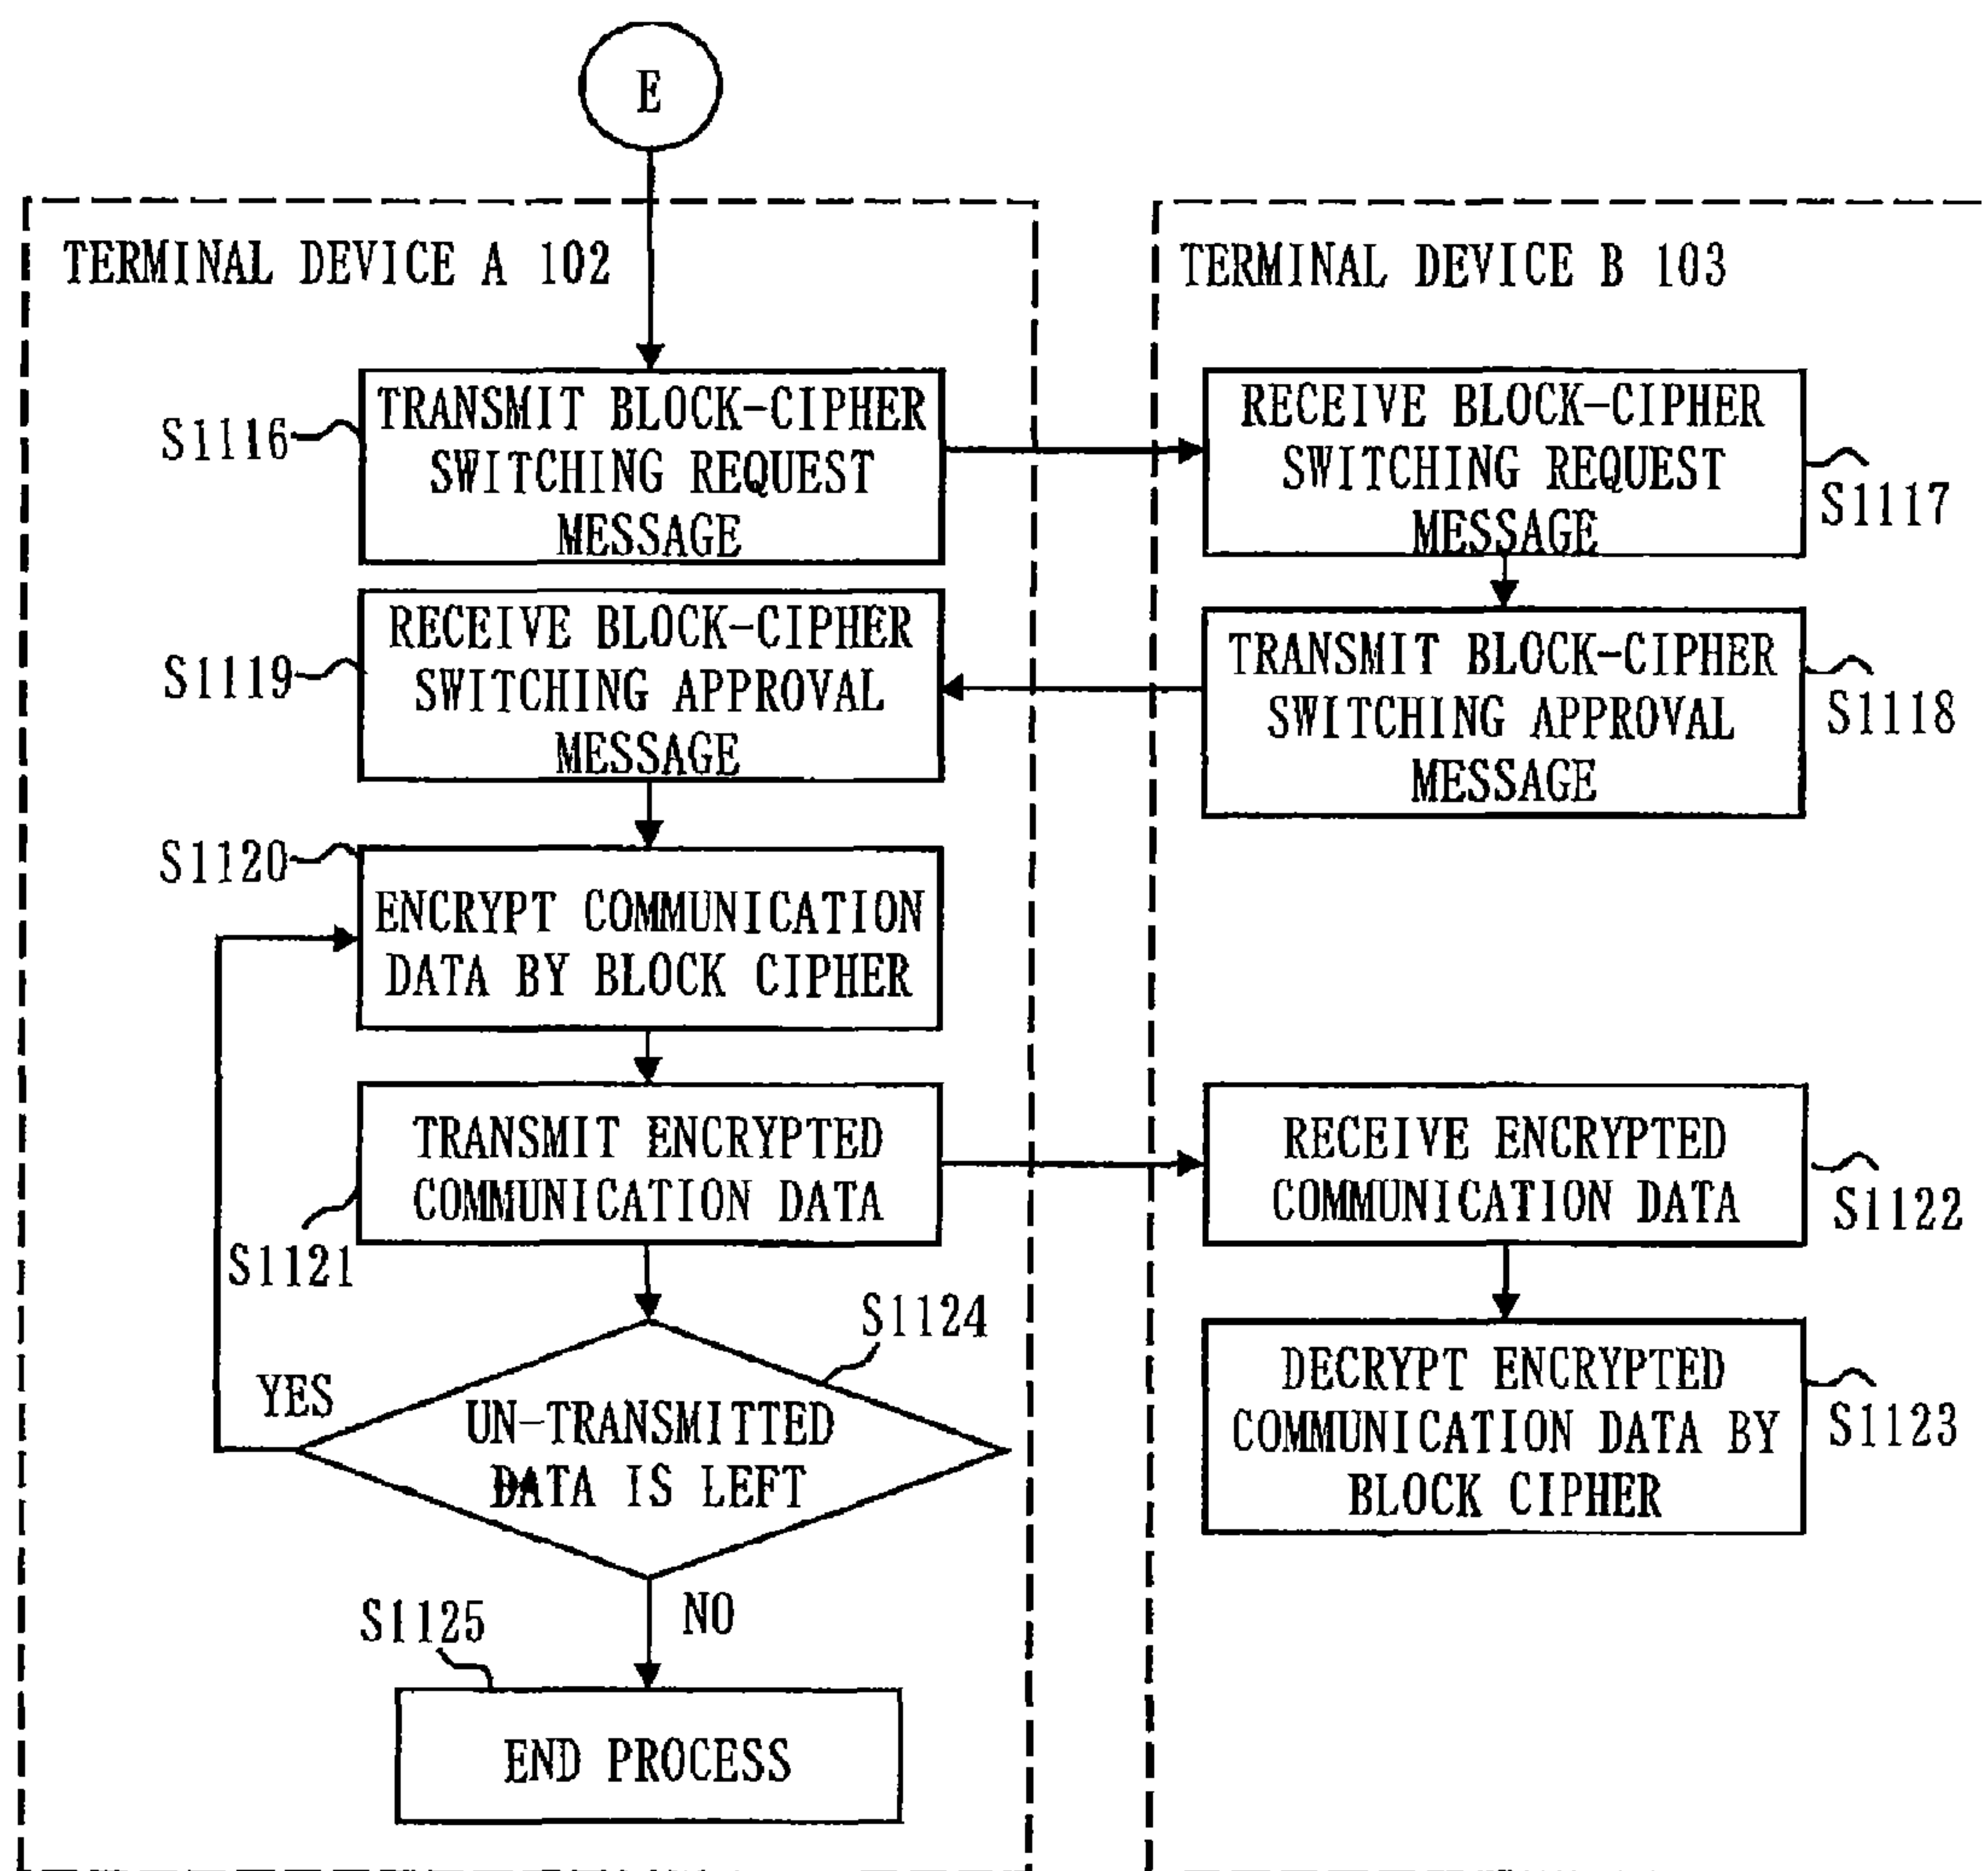 E
TERMINAL DEVICE A 102
TERMINAL DEVICE B 103
S1116
TRANSMIT BLOCK-CIPHER
SWITCHING REQUEST
MESSAGE
RECEIVE BLOCK-CIPHER
SWITCHING REQUEST
MESSAGE
S1117
S1119
RECEIVE BLOCK-CIPHER
SWITCHING APPROVAL
MESSAGE
TRANSMIT BLOCK-CIPHER
SWITCHING APPROVAL
MESSAGE
S1118
S1120
ENCRYPT COMMUNICATION
DATA BY BLOCK CIPHER
TRANSMIT ENCRYPTED
COMMUNICATION DATA
S1121
RECEIVE ENCRYPTED
COMMUNICATION DATA
S1122
S1124
YES
UN-TRANSMITTED
DATA IS LEFT
DECRYPT ENCRYPTED
COMMUNICATION DATA BY
BLOCK CIPHER
S1123
NO
S1125
END PROCESS